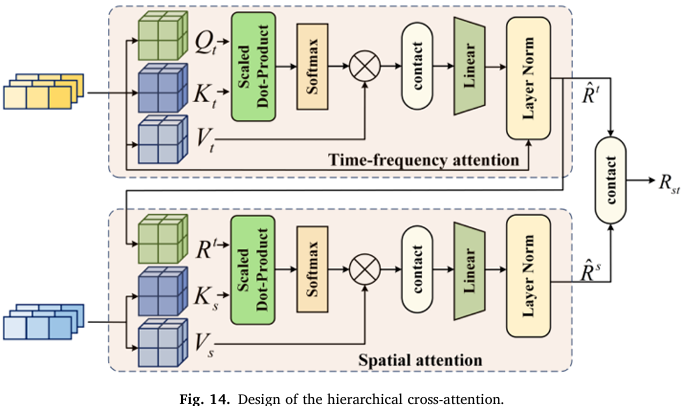 Q_t
Scaled
Dot-Product
Softmax
contact
Linear
Layer Norm
K_t
V_t
Time-frequency attention
R̂^t
contact
R_st
R^t
Scaled
Dot-Product
Softmax
contact
Linear
Layer Norm
K_s
V_s
R̂^s
Spatial attention
Fig. 14. Design of the hierarchical cross-attention.